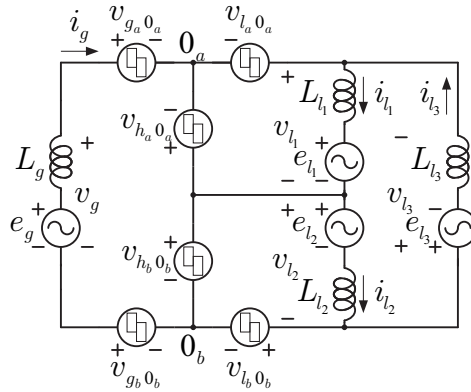 i_g
v_{g_a 0_a}
0_a
v_{l_a 0_a}
+ − + −
v_{h_a 0_a}
− +
L_g
+
v_g
e_g
+ − −
L_{l_1}
i_{l_1}
+
v_{l_1}
e_{l_1}
+ − −
i_{l_3}
−
L_{l_3}
v_{l_3}
e_{l_3}
− + +
v_{h_b 0_b}
− +
+
e_{l_2}
+ −
v_{l_2}
L_{l_2}
i_{l_2}
−
+ − − +
v_{g_b 0_b}
0_b
v_{l_b 0_b}